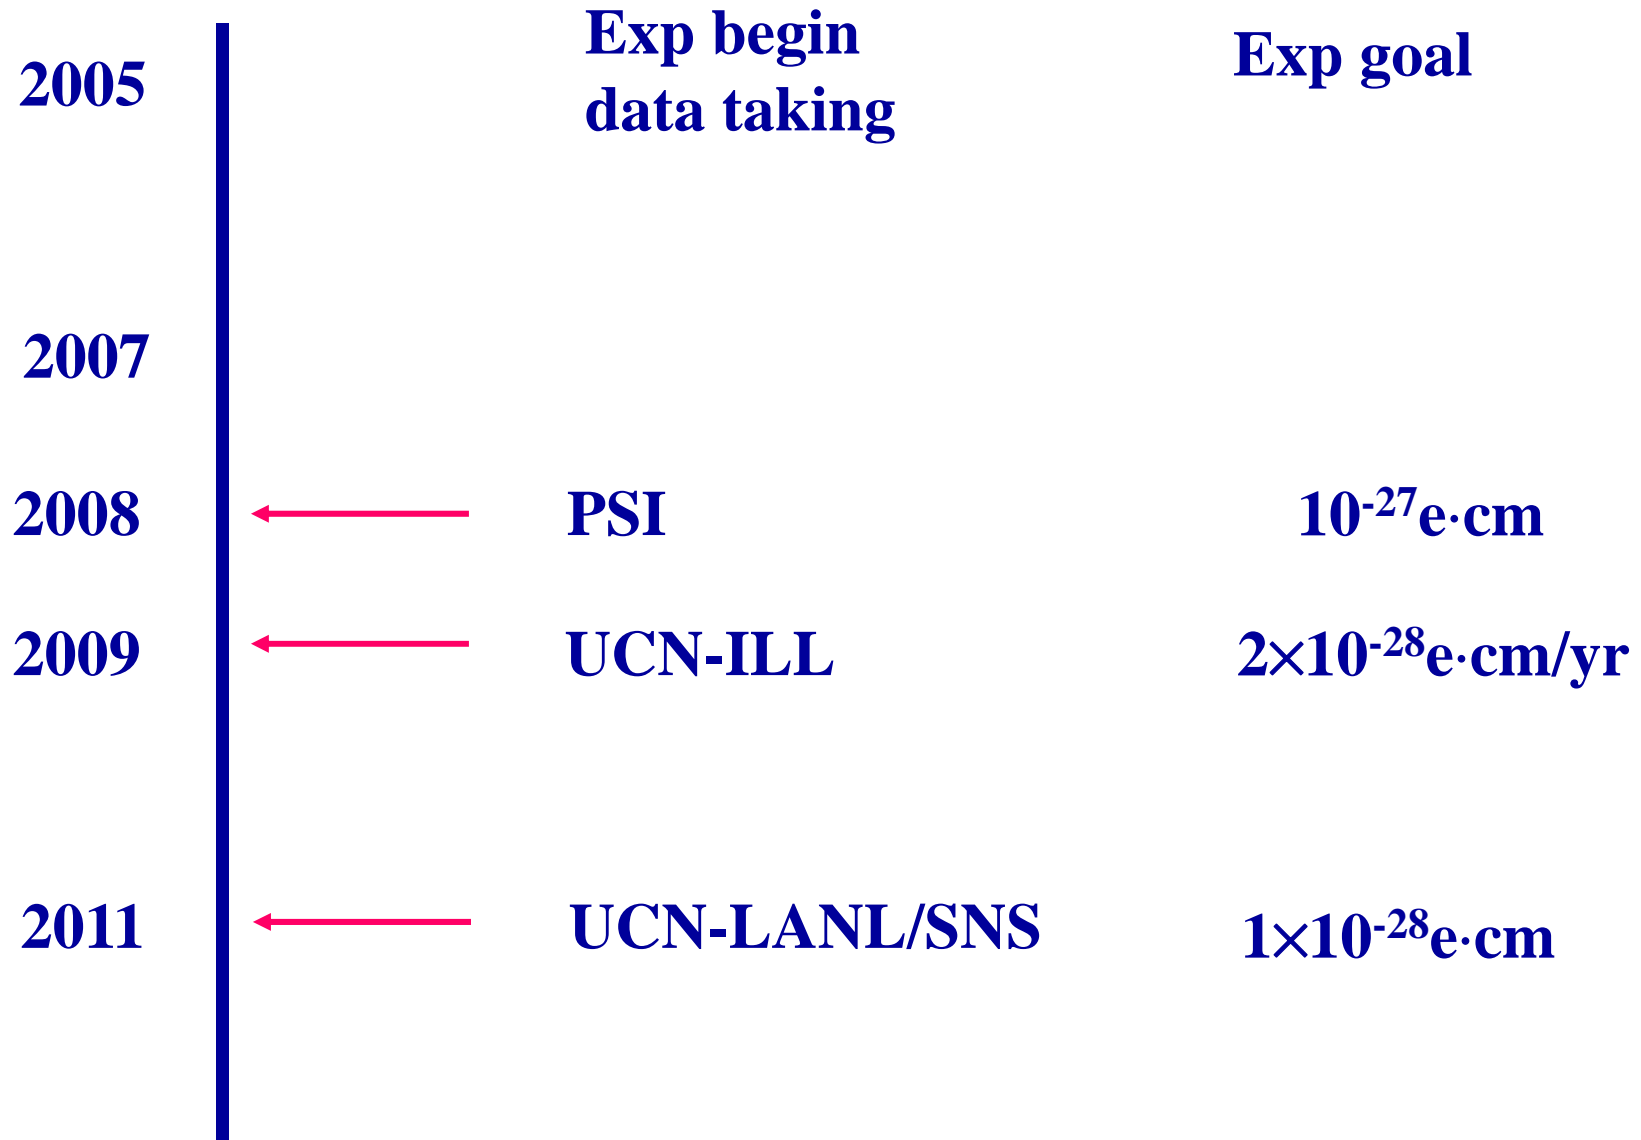 Exp begin
data taking
Exp goal
2005
2007
2008 PSI 10⁻²⁷e·cm
2009 UCN-ILL 2×10⁻²⁸e·cm/yr
2011 UCN-LANL/SNS 1×10⁻²⁸e·cm